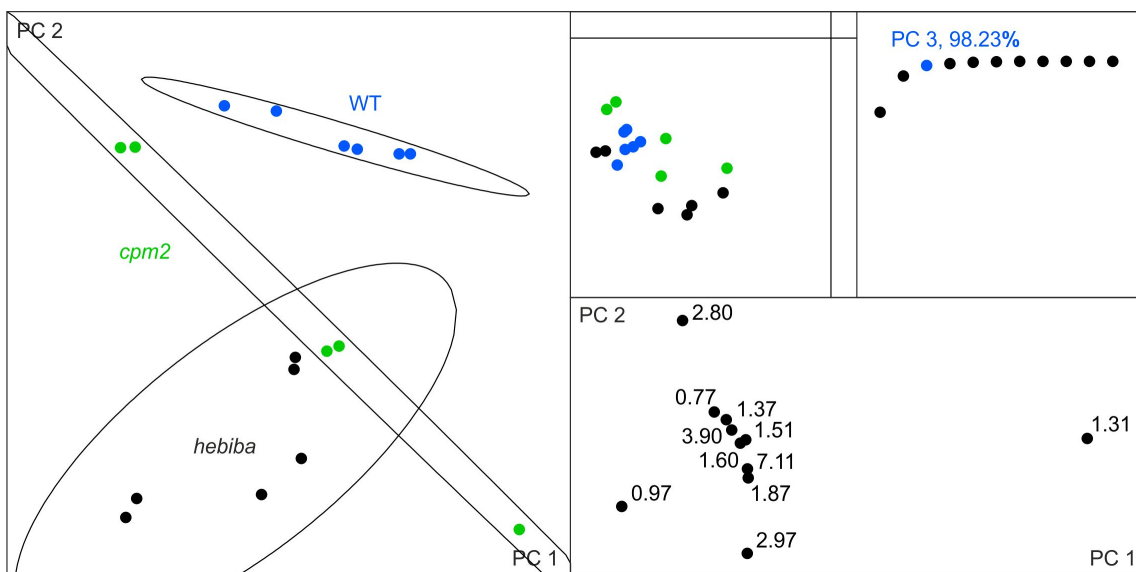 PC 2
WT
cpm2
hebiba
PC 1
PC 3, 98.23%
PC 2
2.80
0.77
1.37
3.90
1.51
1.31
1.60
7.11
0.97
1.87
2.97
PC 1